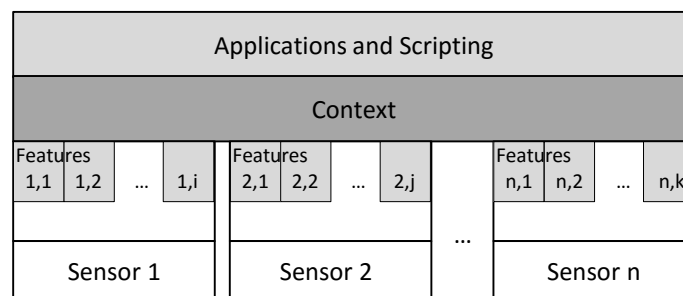 Applications and Scripting
Context
Features Features Features
1,1 1,2 ... 1,i 2,1 2,2 ... 2,j n,1 n,2 ... n,k
...
Sensor 1 Sensor 2 Sensor n